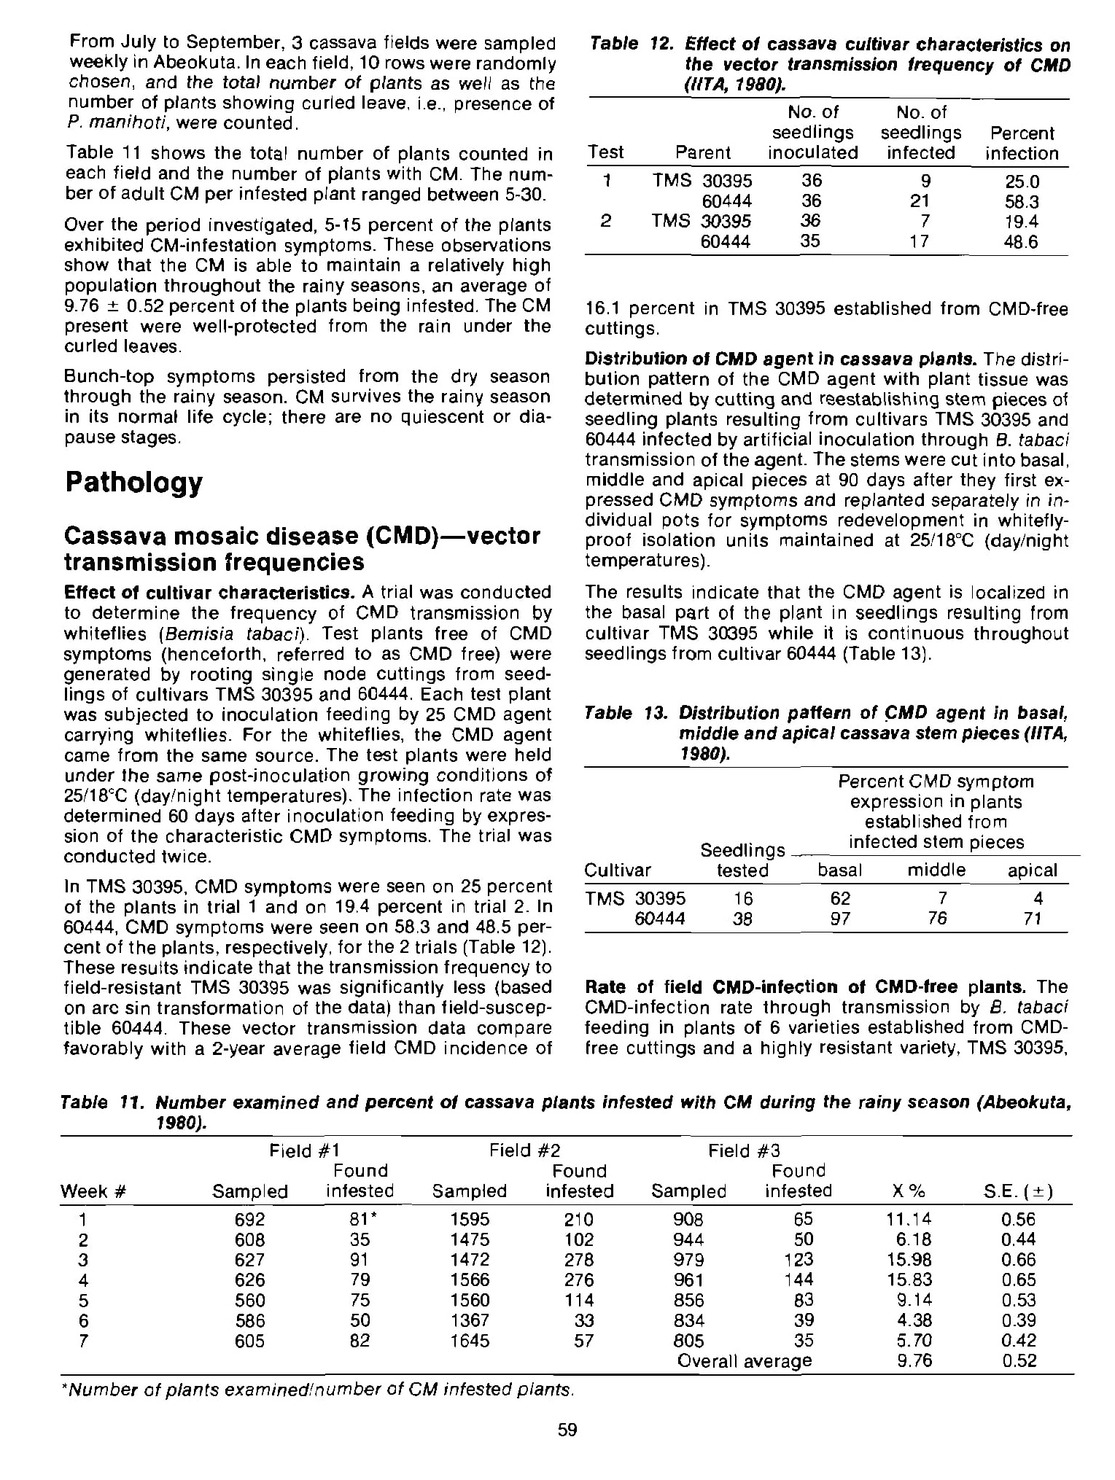 From July to September, 3 cassava fields were sampled
weekly in Abeokuta. In each field, 10 rows were randomly
chosen, and the total number of plants as well as the
number of plants showing curled leave, i.e., presence of
P. manihoti, were counted.
Table 11 shows the total number of plants counted in
each field and the number of plants with CM. The num-
ber of adult CM per infested plant ranged between 5-30.
Over the period investigated, 5-15 percent of the plants
exhibited CM-infestation symptoms. These observations
show that the CM is able to maintain a relatively high
population throughout the rainy seasons, an average of
9.76 ± 0.52 percent of the plants being infested. The CM
present were well-protected from the rain under the
curled leaves.
Bunch-top symptoms persisted from the dry season
through the rainy season. CM survives the rainy season
in its normal life cycle; there are no quiescent or dia-
pause stages.
Pathology
Cassava mosaic disease (CMD)—vector
transmission frequencies
Effect of cultivar characteristics. A trial was conducted
to determine the frequency of CMD transmission by
whiteflies (Bemisia tabaci). Test plants free of CMD
symptoms (henceforth, referred to as CMD free) were
generated by rooting single node cuttings from seed-
lings of cultivars TMS 30395 and 60444. Each test plant
was subjected to inoculation feeding by 25 CMD agent
carrying whiteflies. For the whiteflies, the CMD agent
came from the same source. The test plants were held
under the same post-inoculation growing conditions of
25/18°C (day/night temperatures). The infection rate was
determined 60 days after inoculation feeding by expres-
sion of the characteristic CMD symptoms. The trial was
conducted twice.
In TMS 30395, CMD symptoms were seen on 25 percent
of the plants in trial 1 and on 19.4 percent in trial 2. In
60444, CMD symptoms were seen on 58.3 and 48.5 per-
cent of the plants, respectively, for the 2 trials (Table 12).
These results indicate that the transmission frequency to
field-resistant TMS 30395 was significantly less (based
on arc sin transformation of the data) than field-suscep-
tible 60444. These vector transmission data compare
favorably with a 2-year average field CMD incidence of
Table 12. Effect of cassava cultivar characteristics on
the vector transmission frequency of CMD
(IITA, 1980).
No. of No. of
seedlings seedlings Percent
Test Parent inoculated infected infection
1 TMS 30395 36 9 25.0
60444 36 21 58.3
2 TMS 30395 36 7 19.4
60444 35 17 48.6
16.1 percent in TMS 30395 established from CMD-free
cuttings.
Distribution of CMD agent in cassava plants. The distri-
bution pattern of the CMD agent with plant tissue was
determined by cutting and reestablishing stem pieces of
seedling plants resulting from cultivars TMS 30395 and
60444 infected by artificial inoculation through B. tabaci
transmission of the agent. The stems were cut into basal,
middle and apical pieces at 90 days after they first ex-
pressed CMD symptoms and replanted separately in in-
dividual pots for symptoms redevelopment in whitefly-
proof isolation units maintained at 25/18°C (day/night
temperatures).
The results indicate that the CMD agent is localized in
the basal part of the plant in seedlings resulting from
cultivar TMS 30395 while it is continuous throughout
seedlings from cultivar 60444 (Table 13).
Table 13. Distribution pattern of CMD agent in basal,
middle and apical cassava stem pieces (IITA,
1980).
Percent CMD symptom
expression in plants
established from
infected stem pieces
Seedlings
Cultivar tested basal middle apical
TMS 30395 16 62 7 4
60444 38 97 76 71
Rate of field CMD-infection of CMD-free plants. The
CMD-infection rate through transmission by B. tabaci
feeding in plants of 6 varieties established from CMD-
free cuttings and a highly resistant variety, TMS 30395,
Table 11. Number examined and percent of cassava plants infested with CM during the rainy season (Abeokuta,
1980).
Field #1 Field #2 Field #3
Found Found Found
Week # Sampled infested Sampled infested Sampled infested X % S.E. (±)
1 692 81* 1595 210 908 65 11.14 0.56
2 608 35 1475 102 944 50 6.18 0.44
3 627 91 1472 278 979 123 15.98 0.66
4 626 79 1566 276 961 144 15.83 0.65
5 560 75 1560 114 856 83 9.14 0.53
6 586 50 1367 33 834 39 4.38 0.39
7 605 82 1645 57 805 35 5.70 0.42
Overall average 9.76 0.52
*Number of plants examined/number of CM infested plants.
59